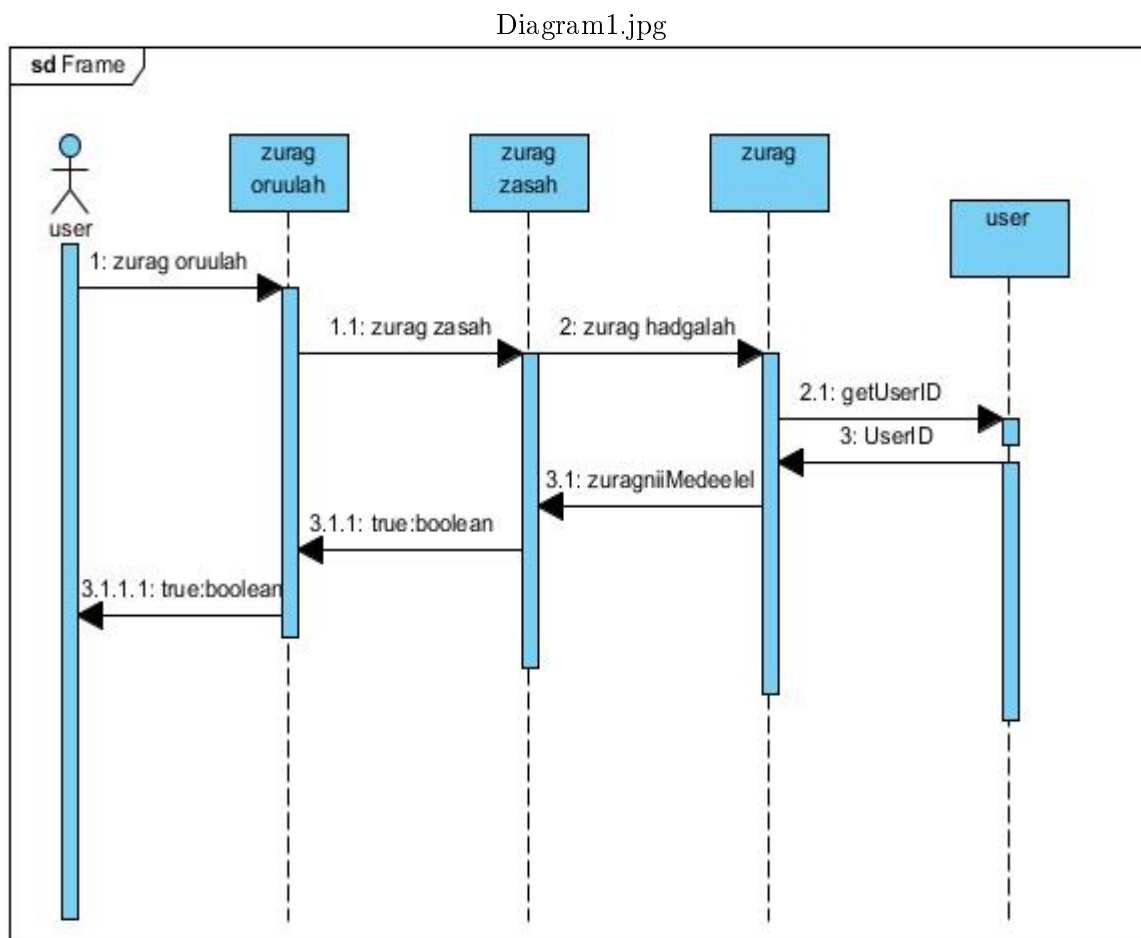 Diagram1.jpg
sd Frame
user
zurag
oruulah
zurag
zasah
zurag
user
1: zurag oruulah
1.1: zurag zasah
2: zurag hadgalah
2.1: getUserID
3: UserID
3.1: zuragniiMedeelel
3.1.1: true:boolean
3.1.1.1: true:boolean